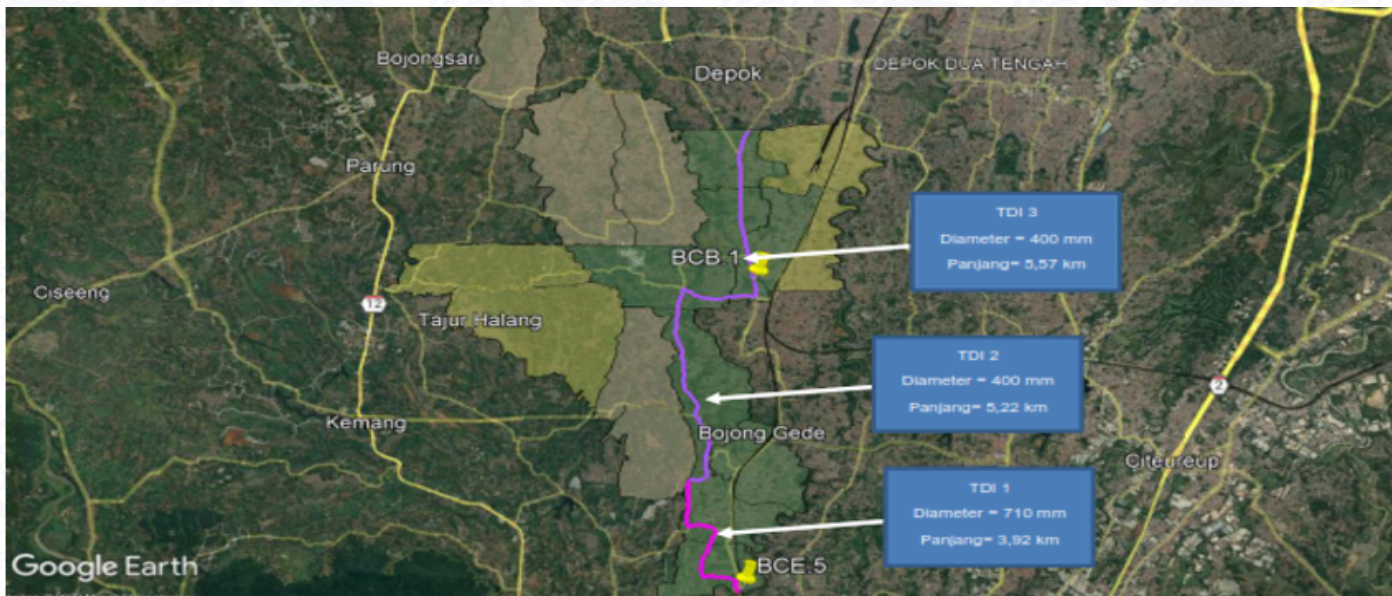 Bojongsari
Depok
DEPOK DUA TENGAH
Parung
TDI 3
Diameter = 400 mm
Panjang= 5,57 km
BCB.1
Ciseeng
12
Tajur Halang
TDI 2
Diameter = 400 mm
Panjang= 5,22 km
2
Kemang
Bojong Gede
Citeureup
TDI 1
Diameter = 710 mm
Panjang= 3,92 km
Google Earth
BCE.5